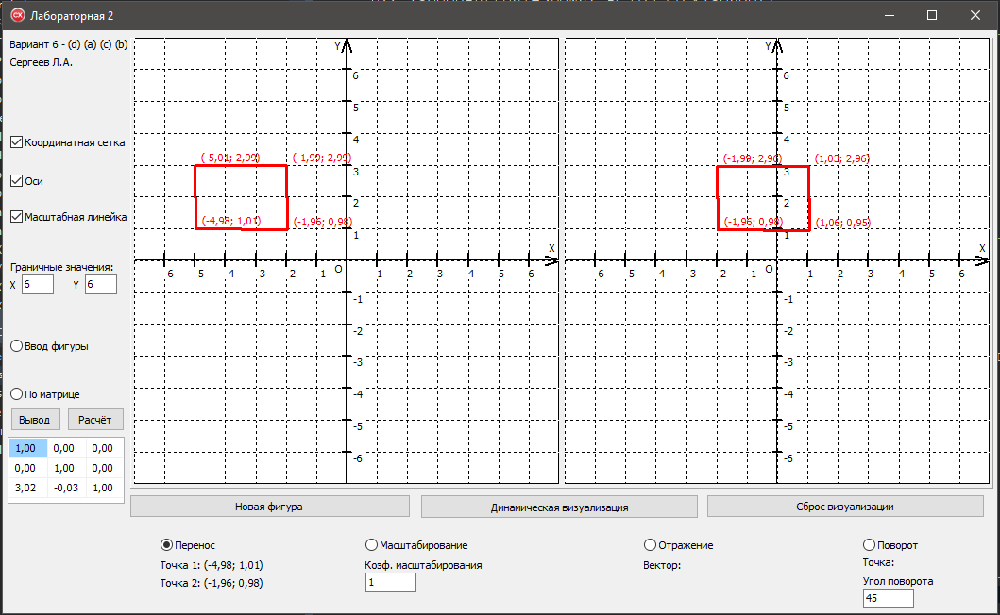 Лабораторная 2
Вариант 6 - (d) (a) (c) (b)
Сергеев Л.А.
Координатная сетка
Оси
Масштабная линейка
Граничные значения:
X 6 Y 6
Ввод фигуры
По матрице
Вывод Расчёт
1,00 0,00 0,00
0,00 1,00 0,00
3,02 -0,03 1,00
Y
6
5
4
(-5,01; 2,99) (-1,99; 2,99)
3
2
(-4,98; 1,01) (-1,96; 0,98)
1
X
O
-6 -5 -4 -3 -2 -1 1 2 3 4 5 6
-1
-2
-3
-4
-5
-6
Y
6
5
4
(-1,99; 2,96) (1,03; 2,96)
3
2
(-1,96; 0,98) (1,06; 0,95)
1
X
O
-6 -5 -4 -3 -2 -1 1 2 3 4 5 6
-1
-2
-3
-4
-5
-6
Новая фигура Динамическая визуализация Сброс визуализации
Перенос
Точка 1: (-4,98; 1,01)
Точка 2: (-1,96; 0,98)
Масштабирование
Коэф. масштабирования
1
Отражение
Вектор:
Поворот
Точка:
Угол поворота
45